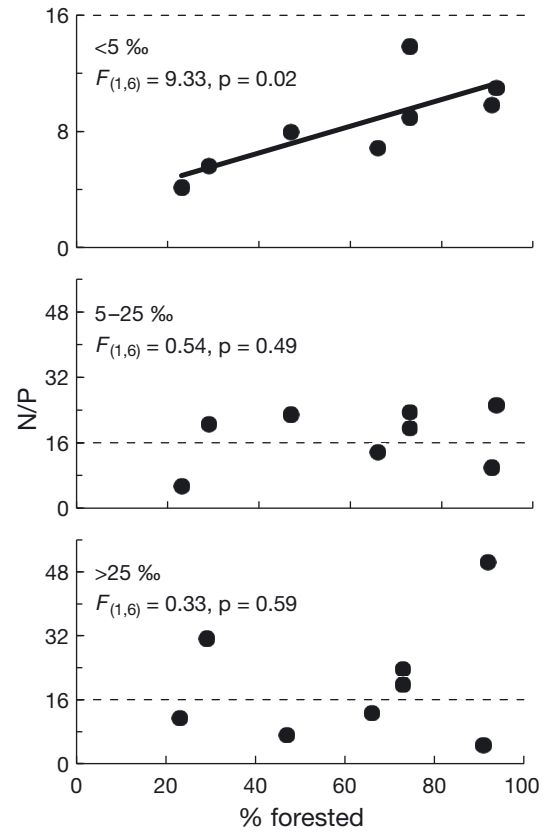 16
<5 ‰
F(1,6) = 9.33, p = 0.02
8
0
48
5–25 ‰
F(1,6) = 0.54, p = 0.49
32
N/P
16
0
48
>25 ‰
F(1,6) = 0.33, p = 0.59
32
16
0
0 20 40 60 80 100
% forested